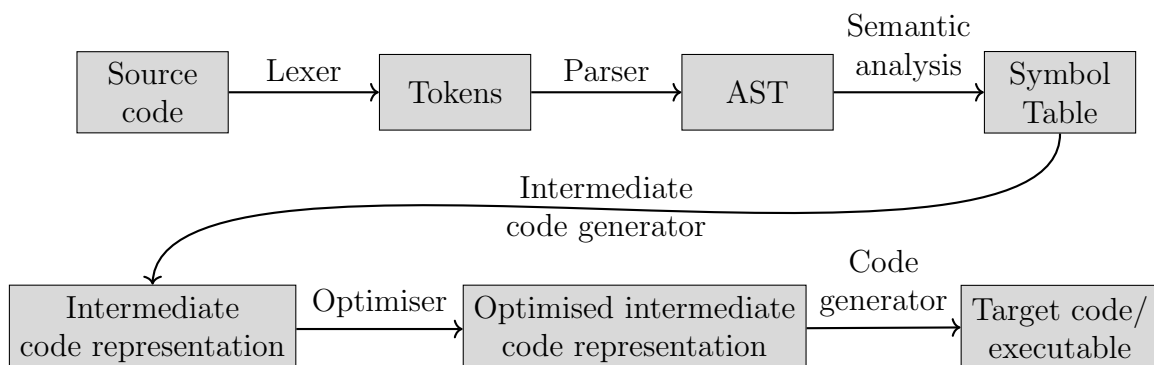 Source
code
Lexer
Tokens
Parser
AST
Semantic
analysis
Symbol
Table
Intermediate
code generator
Intermediate
code representation
Optimiser
Optimised intermediate
code representation
Code
generator
Target code/
executable